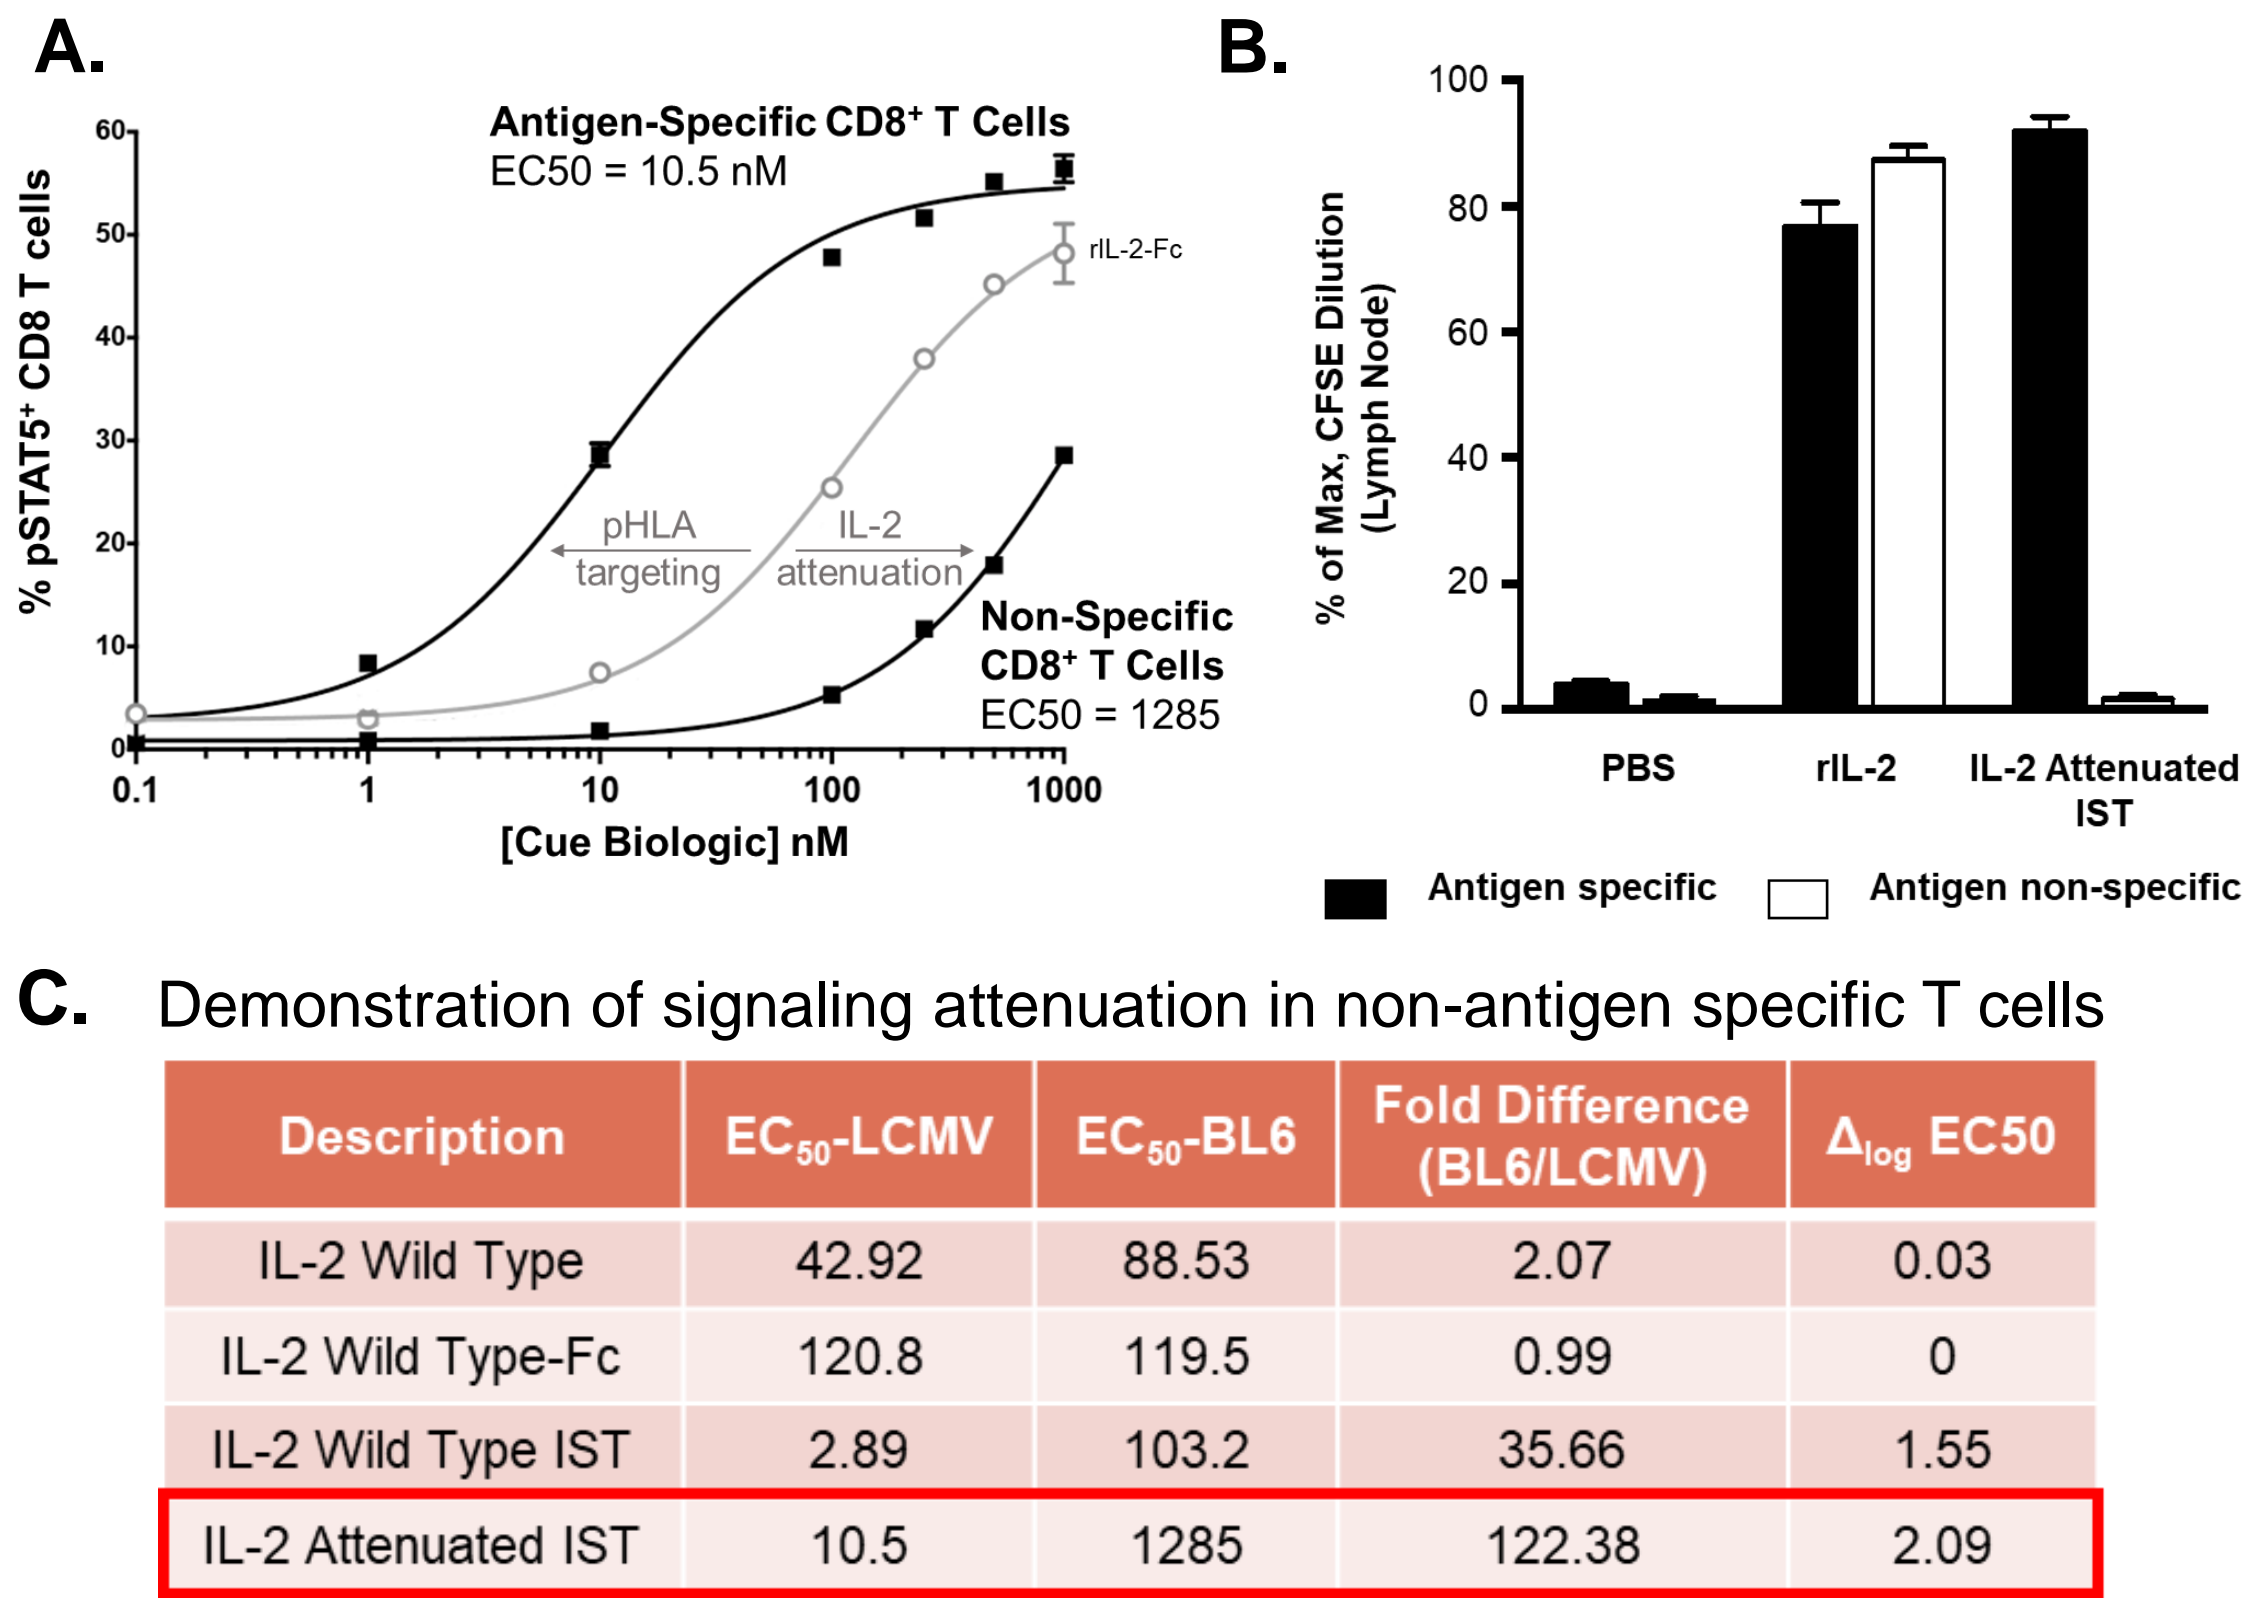 A.
Antigen-Specific CD8⁺ T Cells
EC50 = 10.5 nM
rIL-2-Fc
% pSTAT5⁺ CD8 T cells
60
50
40
30
20
10
0
pHLA
targeting
IL-2
attenuation
Non-Specific
CD8⁺ T Cells
EC50 = 1285
0.1 1 10 100 1000
[Cue Biologic] nM
B.
% of Max, CFSE Dilution
(Lymph Node)
100
80
60
40
20
0
PBS rIL-2 IL-2 Attenuated
IST
Antigen specific Antigen non-specific
C. Demonstration of signaling attenuation in non-antigen specific T cells
Description EC₅₀-LCMV EC₅₀-BL6 Fold Difference
(BL6/LCMV) Δlog EC50
IL-2 Wild Type 42.92 88.53 2.07 0.03
IL-2 Wild Type-Fc 120.8 119.5 0.99 0
IL-2 Wild Type IST 2.89 103.2 35.66 1.55
IL-2 Attenuated IST 10.5 1285 122.38 2.09